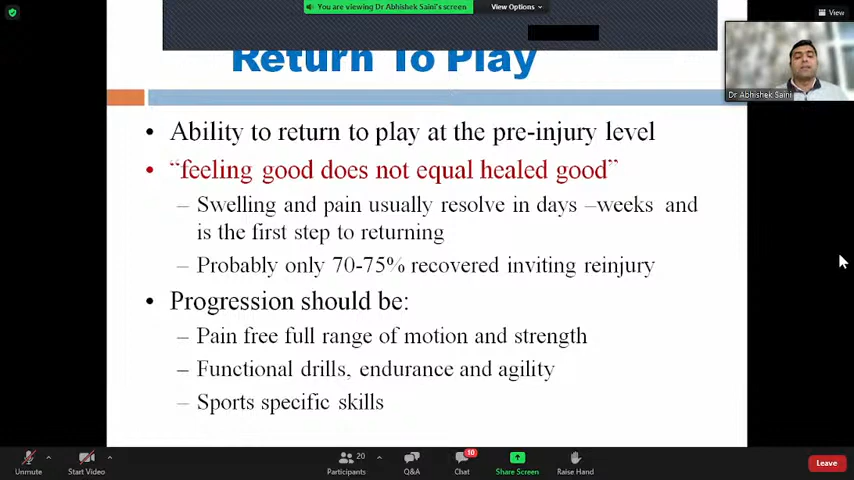 You are viewing Dr Abhishek Saini's screen
View Options
View
Return To Play
Dr Abhishek Saini
• Ability to return to play at the pre-injury level
• “feeling good does not equal healed good”
– Swelling and pain usually resolve in days –weeks and
is the first step to returning
– Probably only 70-75% recovered inviting reinjury
• Progression should be:
– Pain free full range of motion and strength
– Functional drills, endurance and agility
– Sports specific skills
Unmute
Start Video
20
Participants
Q&A
10
Chat
Share Screen
Raise Hand
Leave